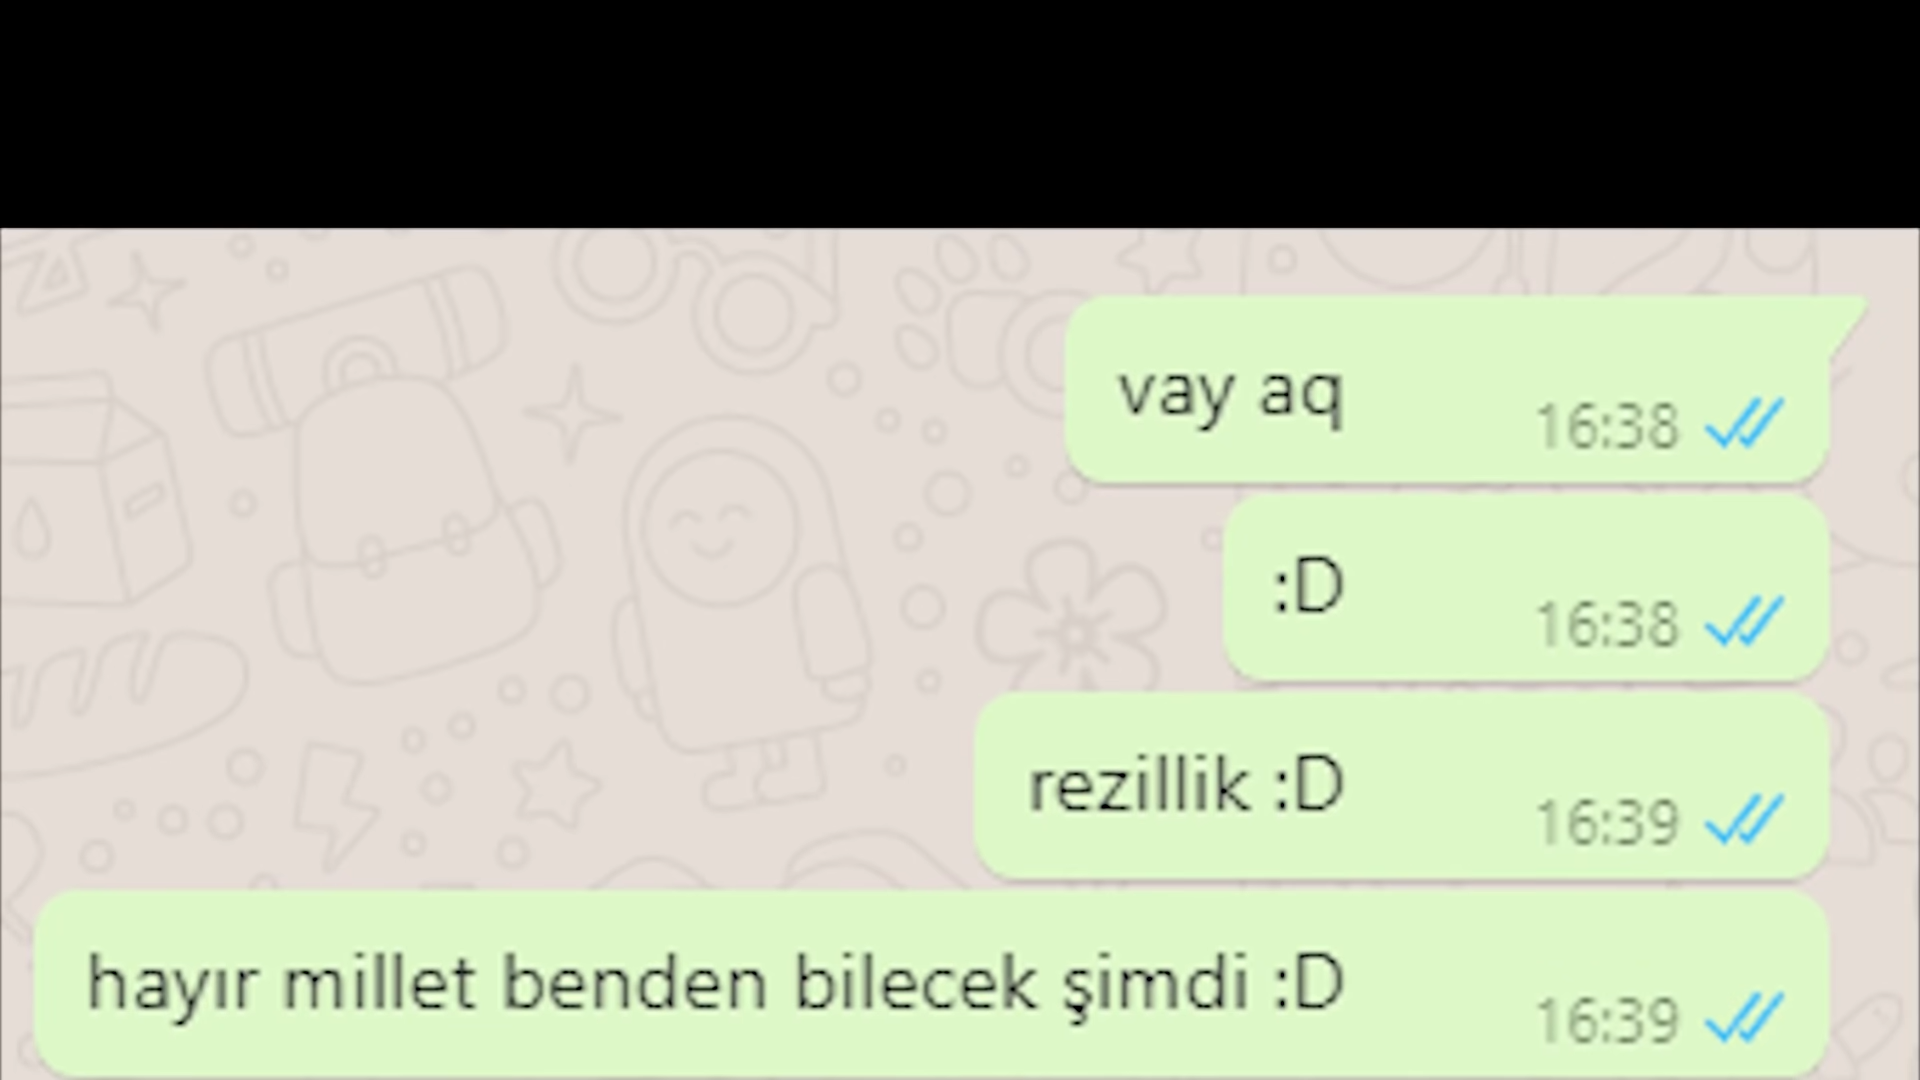 vay aq
16:38
:D
16:38
rezillik :D
16:39
hayır millet benden bilecek şimdi :D
16:39